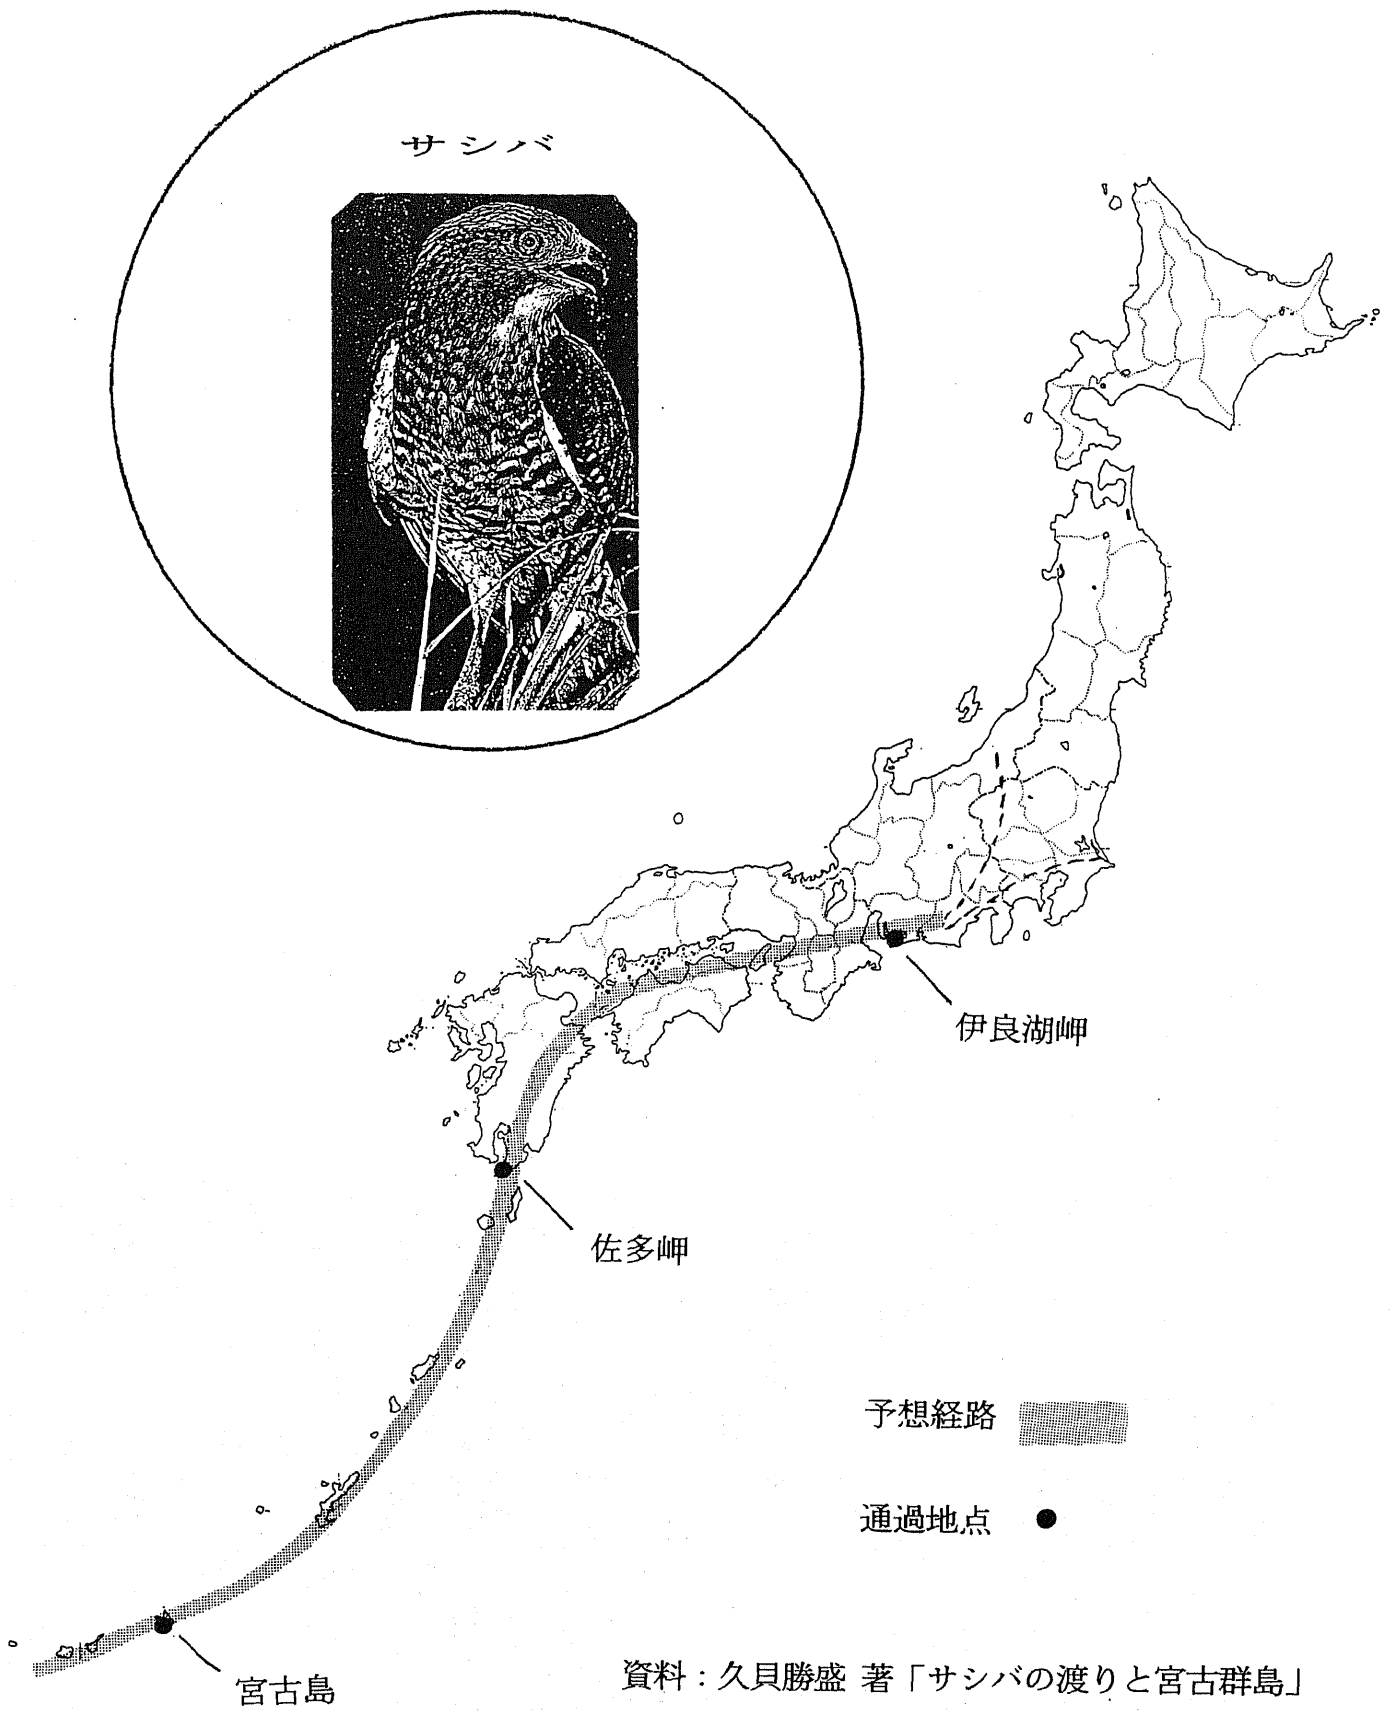 サシバ
伊良湖岬
佐多岬
予想経路
通過地点
宮古島
資料：久貝勝盛 著「サシバの渡りと宮古群島」